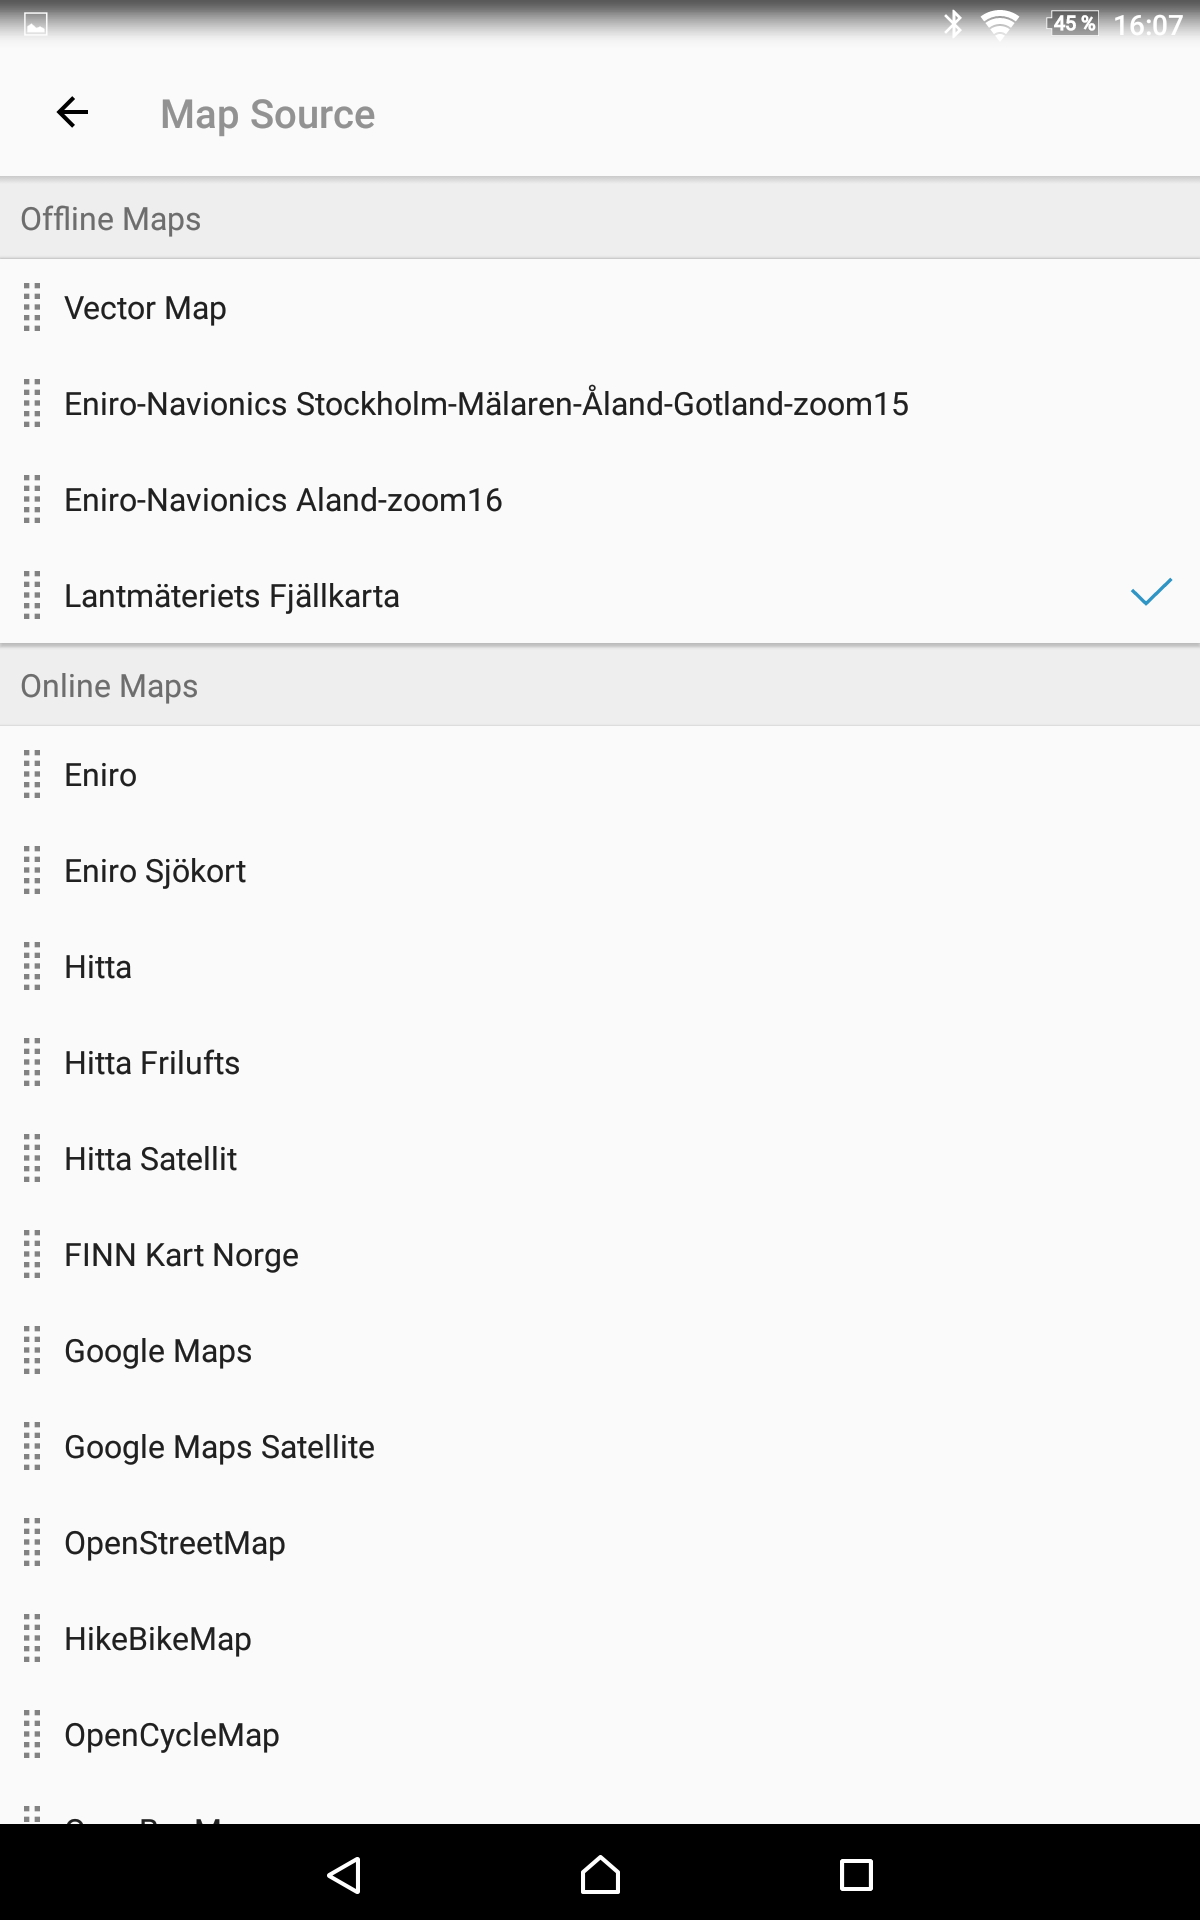 45 % 16:07
Map Source
Offline Maps
Vector Map
Eniro-Navionics Stockholm-Mälaren-Åland-Gotland-zoom15
Eniro-Navionics Aland-zoom16
Lantmäteriets Fjällkarta
Online Maps
Eniro
Eniro Sjökort
Hitta
Hitta Frilufts
Hitta Satellit
FINN Kart Norge
Google Maps
Google Maps Satellite
OpenStreetMap
HikeBikeMap
OpenCycleMap